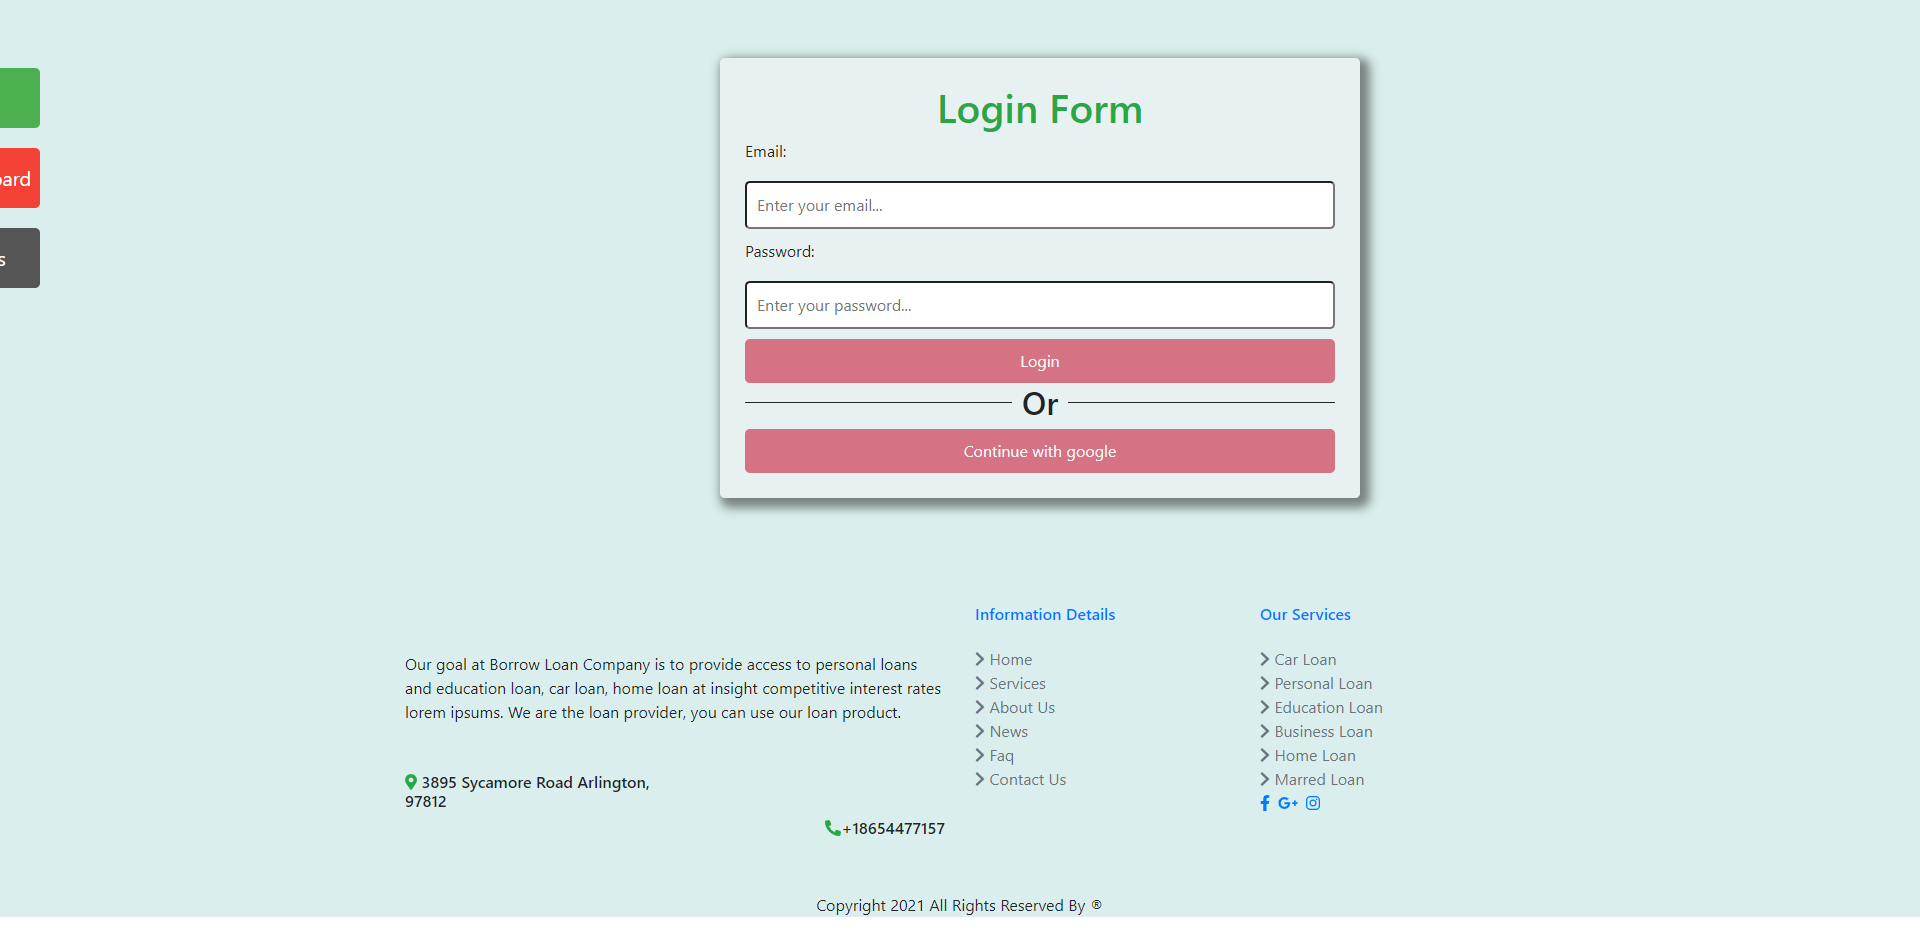 Login Form
Email:
Enter your email...
Password:
Enter your password...
Login
Or
Continue with google
ard
s
Our goal at Borrow Loan Company is to provide access to personal loans
and education loan, car loan, home loan at insight competitive interest rates
lorem ipsums. We are the loan provider, you can use our loan product.
3895 Sycamore Road Arlington,
97812
+18654477157
Information Details
Home
Services
About Us
News
Faq
Contact Us
Our Services
Car Loan
Personal Loan
Education Loan
Business Loan
Home Loan
Marred Loan
Copyright 2021 All Rights Reserved By ®